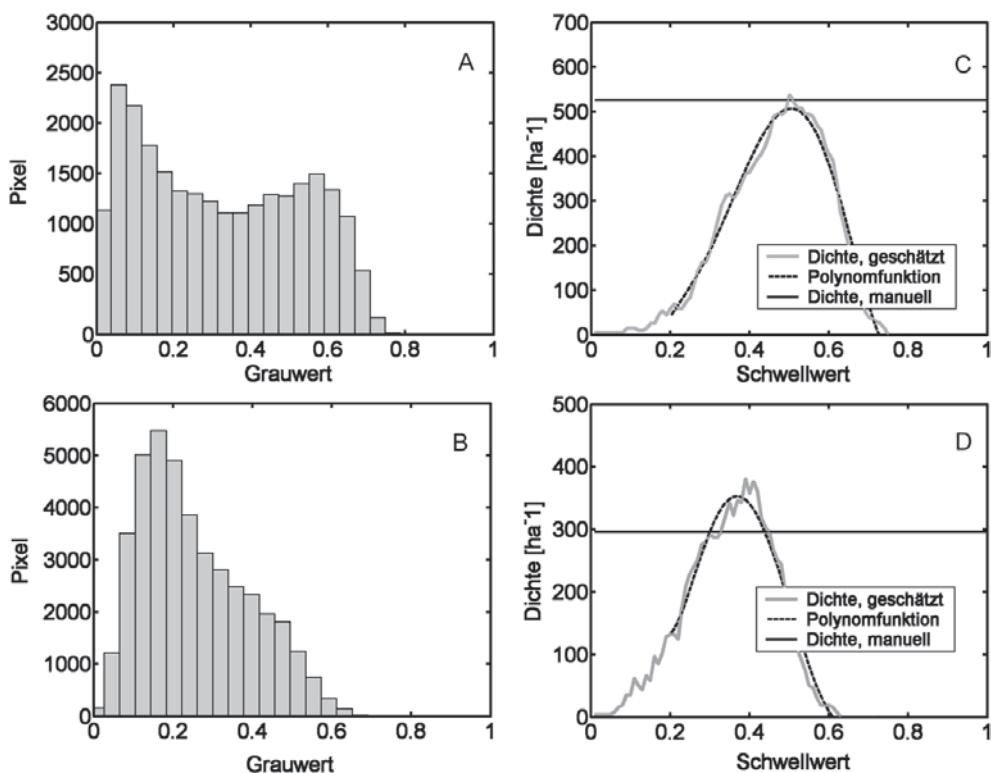 3000
2500
2000
1500
1000
500
0
Pixel
A
0 0.2 0.4 0.6 0.8 1
Grauwert
700
600
500
400
300
200
100
0
Dichte [ha^-1]
C
Dichte, geschätzt
Polynomfunktion
Dichte, manuell
0 0.2 0.4 0.6 0.8 1
Schwellwert
6000
5000
4000
3000
2000
1000
0
Pixel
B
0 0.2 0.4 0.6 0.8 1
Grauwert
500
400
300
200
100
0
Dichte [ha^-1]
D
Dichte, geschätzt
Polynomfunktion
Dichte, manuell
0 0.2 0.4 0.6 0.8 1
Schwellwert